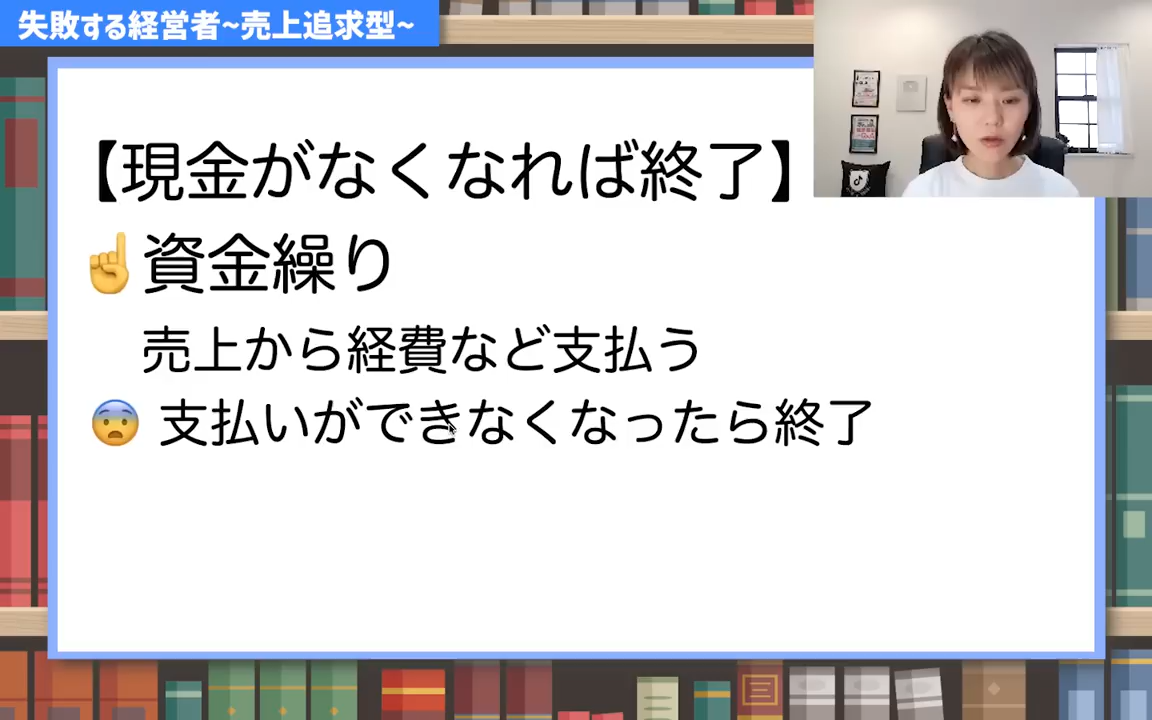 失敗する経営者~売上追求型~
【現金がなくなれば終了】
☝資金繰り
売上から経費など支払う
😨 支払いができなくなったら終了